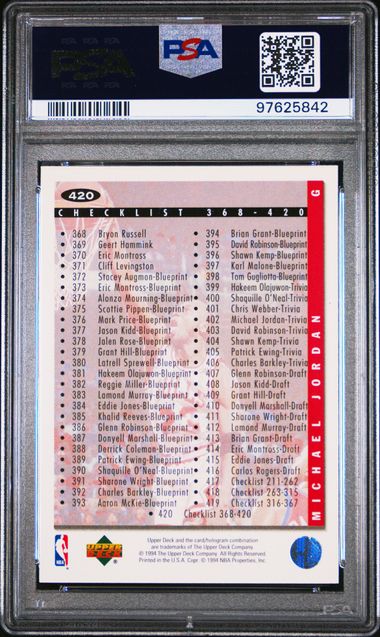 PSA
PSA
97625842
420
CHECKLIST 368-420
G
MICHAEL JORDAN
368 Bryon Russell
369 Geert Hammink
370 Eric Montross
371 Cliff Levingston
372 Stacey Augmon-Blueprint
373 Eric Montross-Blueprint
374 Alonzo Mourning-Blueprint
375 Scottie Pippen-Blueprint
376 Mark Price-Blueprint
377 Jason Kidd-Blueprint
378 Jalen Rose-Blueprint
379 Grant Hill-Blueprint
380 Latrell Sprewell-Blueprint
381 Hakeem Olajuwon-Blueprint
382 Reggie Miller-Blueprint
383 Lamond Murray-Blueprint
384 Eddie Jones-Blueprint
385 Khalid Reeves-Blueprint
386 Glenn Robinson-Blueprint
387 Donyell Marshall-Blueprint
388 Derrick Coleman-Blueprint
389 Patrick Ewing-Blueprint
390 Shaquille O'Neal-Blueprint
391 Sharone Wright-Blueprint
392 Charles Barkley-Blueprint
393 Aaron McKie-Blueprint
394 Brian Grant-Blueprint
395 David Robinson-Blueprint
396 Shawn Kemp-Blueprint
397 Karl Malone-Blueprint
398 Tom Gugliotta-Blueprint
399 Hakeem Olajuwon-Trivia
400 Shaquille O'Neal-Trivia
401 Chris Webber-Trivia
402 Michael Jordan-Trivia
403 David Robinson-Trivia
404 Shawn Kemp-Trivia
405 Patrick Ewing-Trivia
406 Charles Barkley-Trivia
407 Glenn Robinson-Draft
408 Jason Kidd-Draft
409 Grant Hill-Draft
410 Donyell Marshall-Draft
411 Sharone Wright-Draft
412 Lamond Murray-Draft
413 Brian Grant-Draft
414 Eric Montross-Draft
415 Eddie Jones-Draft
416 Carlos Rogers-Draft
417 Checklist 211-262
418 Checklist 263-315
419 Checklist 316-367
420 Checklist 368-420
NBA
UPPER DECK
Upper Deck and the card/hologram combination
are trademarks of The Upper Deck Company.
© 1994 The Upper Deck Company. All Rights Reserved.
Printed in the U.S.A. Copr. © 1994 NBA Properties, Inc.
PSA